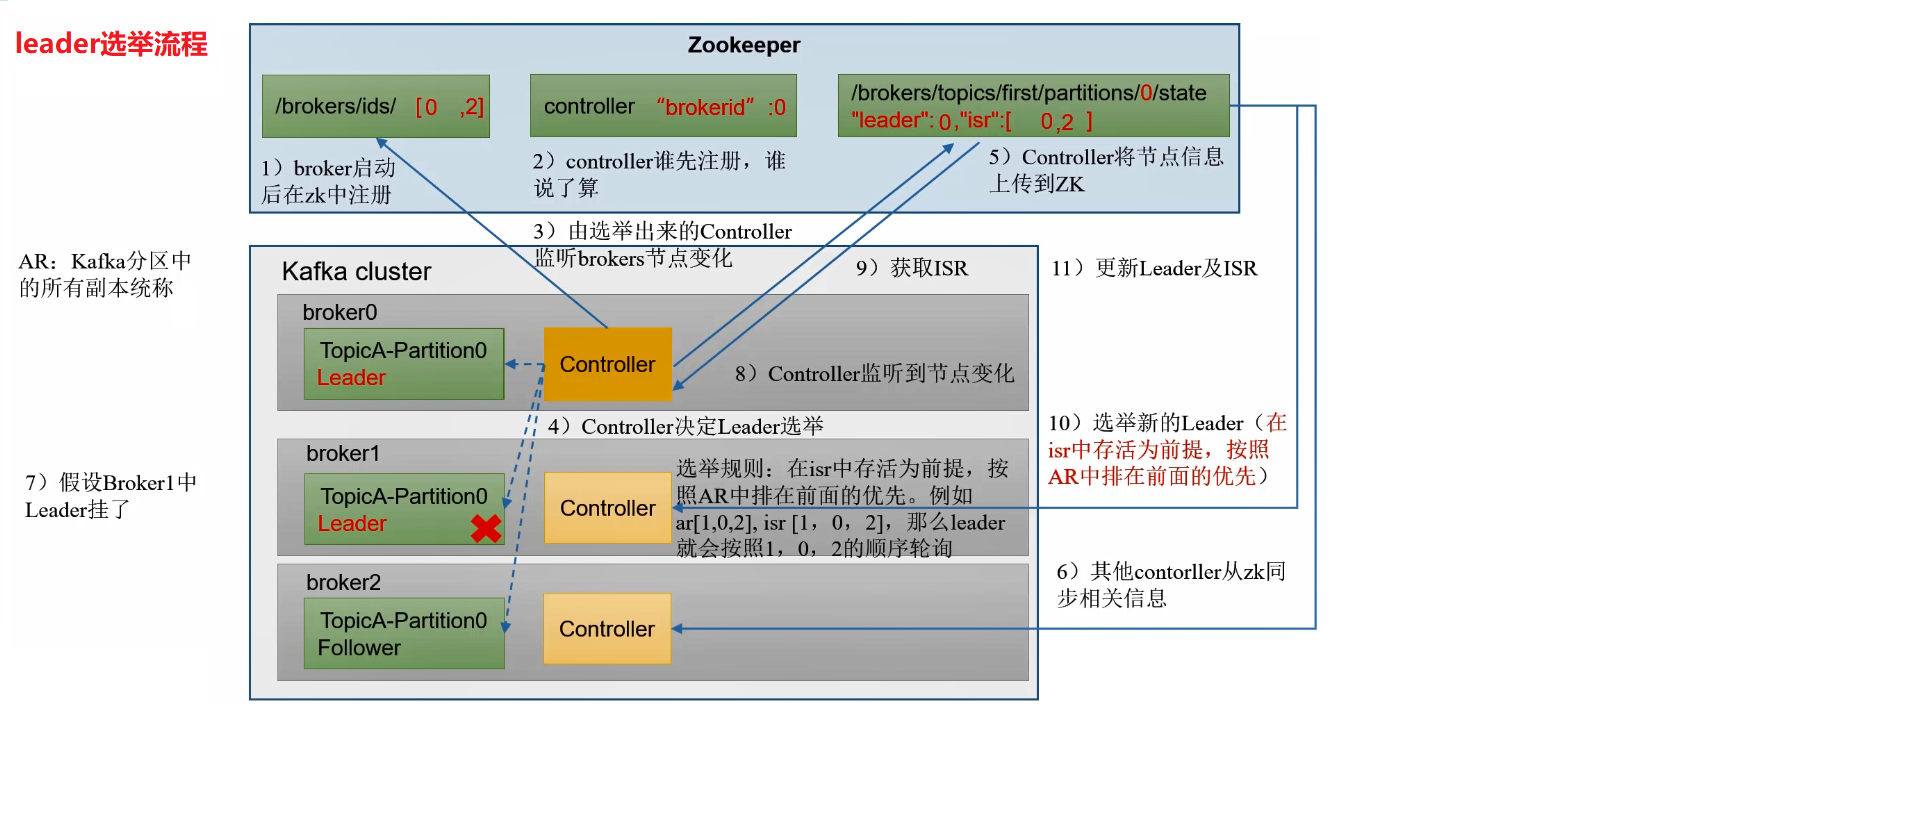 leader选举流程
Zookeeper
/brokers/ids/ [0 ,2]
controller “brokerid” :0
/brokers/topics/first/partitions/0/state
"leader":0,"isr":[ 0,2 ]
1）broker启动
后在zk中注册
2）controller谁先注册，谁
说了算
5）Controller将节点信息
上传到ZK
3）由选举出来的Controller
监听brokers节点变化
AR：Kafka分区中
的所有副本统称
Kafka cluster
9）获取ISR
11）更新Leader及ISR
broker0
TopicA-Partition0
Leader
Controller
8）Controller监听到节点变化
4）Controller决定Leader选举
10）选举新的Leader（在
isr中存活为前提，按照
AR中排在前面的优先）
broker1
TopicA-Partition0
Leader
Controller
选举规则：在isr中存活为前提，按
照AR中排在前面的优先。例如
ar[1,0,2], isr [1，0，2]，那么leader
就会按照1，0，2的顺序轮询
7）假设Broker1中
Leader挂了
broker2
TopicA-Partition0
Follower
Controller
6）其他contorller从zk同
步相关信息